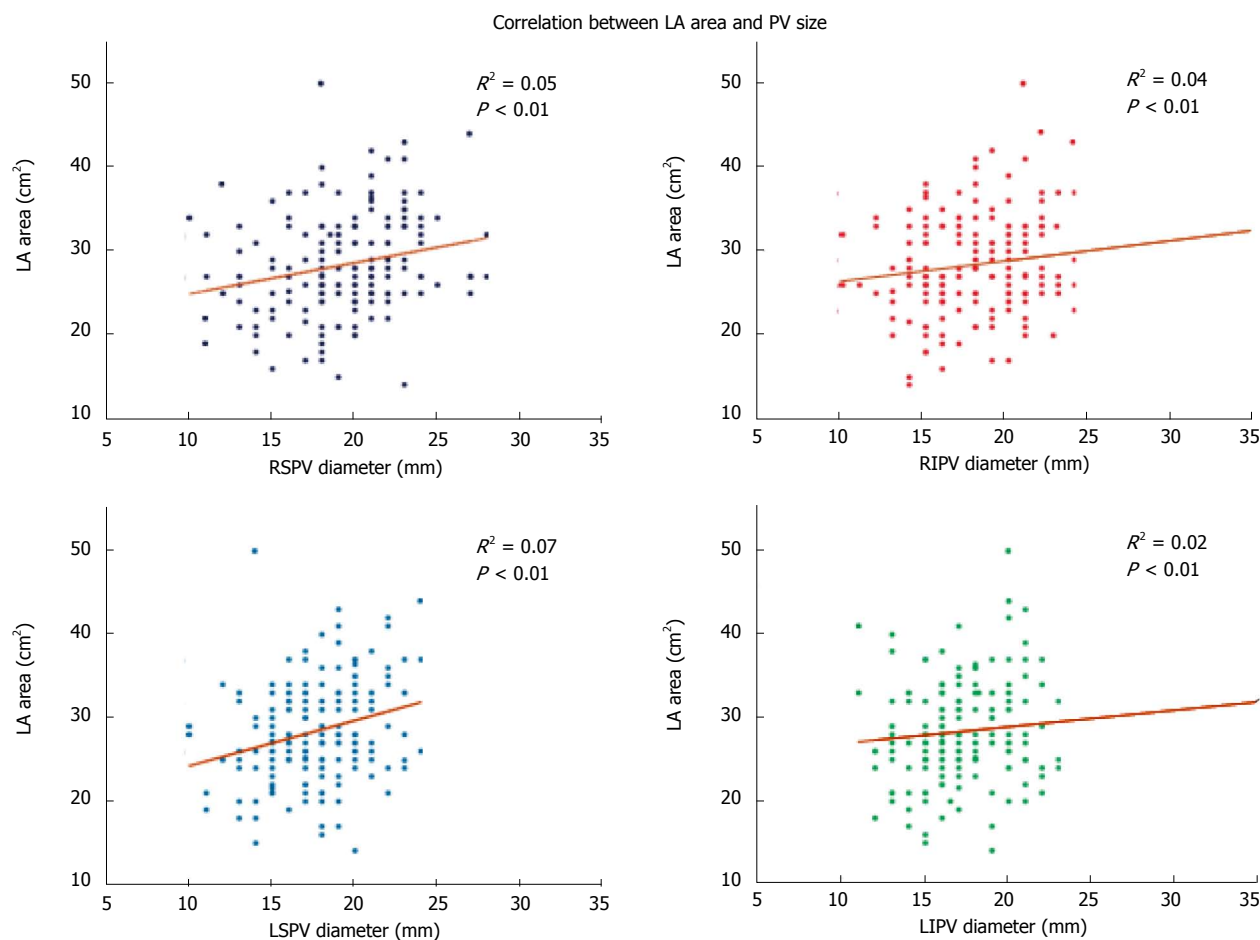 Correlation between LA area and PV size
R² = 0.05
P < 0.01
LA area (cm²)
50
40
30
20
10
5 10 15 20 25 30 35
RSPV diameter (mm)
R² = 0.04
P < 0.01
LA area (cm²)
50
40
30
20
10
5 10 15 20 25 30 35
RIPV diameter (mm)
R² = 0.07
P < 0.01
LA area (cm²)
50
40
30
20
10
5 10 15 20 25 30 35
LSPV diameter (mm)
R² = 0.02
P < 0.01
LA area (cm²)
50
40
30
20
10
5 10 15 20 25 30 35
LIPV diameter (mm)